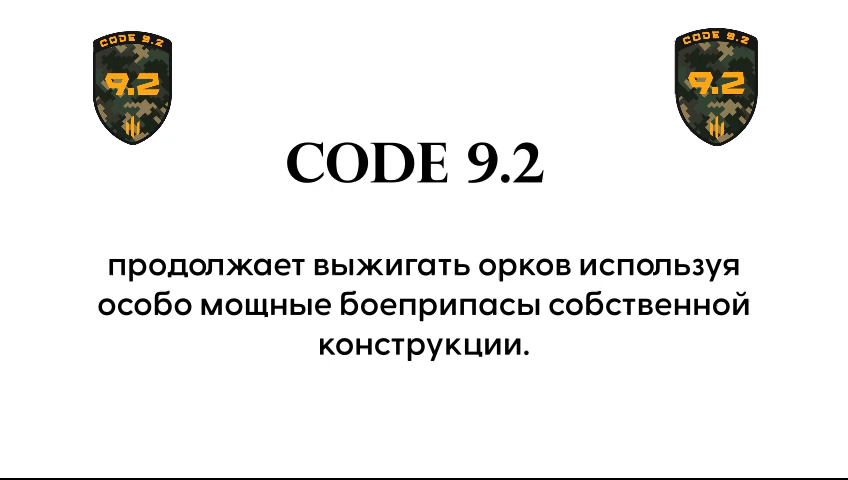 CODE 9.2
9.2
CODE 9.2
9.2
CODE 9.2
продолжает выжигать орков используя
особо мощные боеприпасы собственной
конструкции.